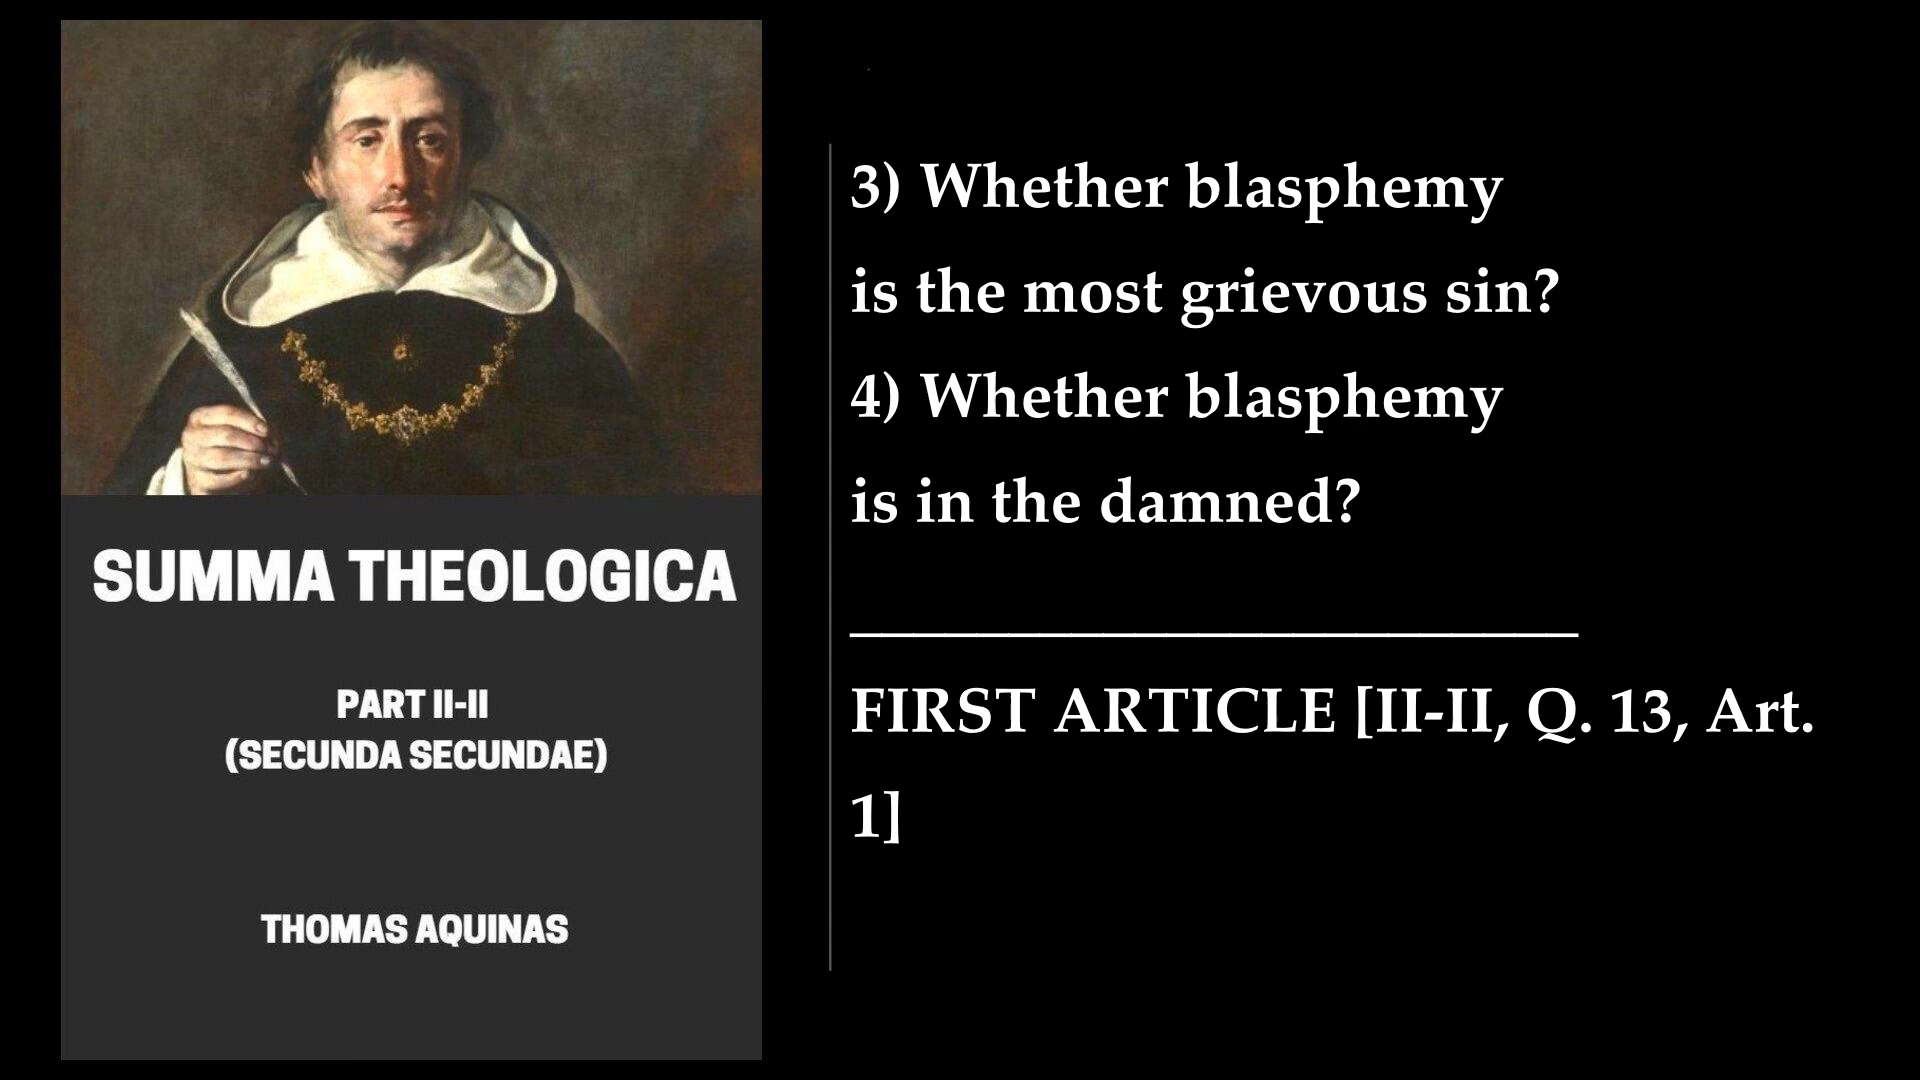 SUMMA THEOLOGICA
PART II-II
(SECUNDA SECUNDAE)
THOMAS AQUINAS
3) Whether blasphemy
is the most grievous sin?
4) Whether blasphemy
is in the damned?
_______________________
FIRST ARTICLE [II-II, Q. 13, Art.
1]